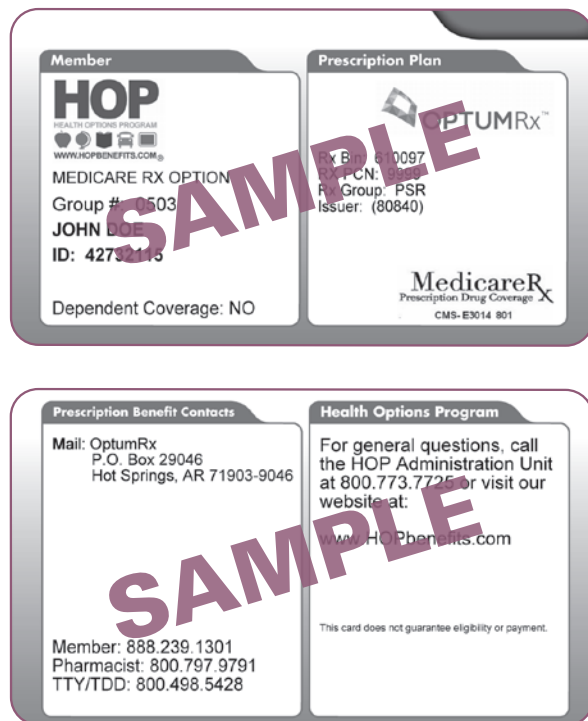 Member
HOP
HEALTH OPTIONS PROGRAM
WWW.HOPBENEFITS.COM®
MEDICARE RX OPTION
Group #: 0503
JOHN DOE
ID: 42732115
Dependent Coverage: NO
Prescription Plan
OPTUMRx™
Rx Bin: 610097
RX PCN: 9999
Rx Group: PSR
Issuer: (80840)
MedicareRx
Prescription Drug Coverage
CMS- E3014 801
SAMPLE
Prescription Benefit Contacts
Mail: OptumRx
P.O. Box 29046
Hot Springs, AR 71903-9046
Member: 888.239.1301
Pharmacist: 800.797.9791
TTY/TDD: 800.498.5428
Health Options Program
For general questions, call
the HOP Administration Unit
at 800.773.7725 or visit our
website at:
www.HOPbenefits.com
This card does not guarantee eligibility or payment.
SAMPLE